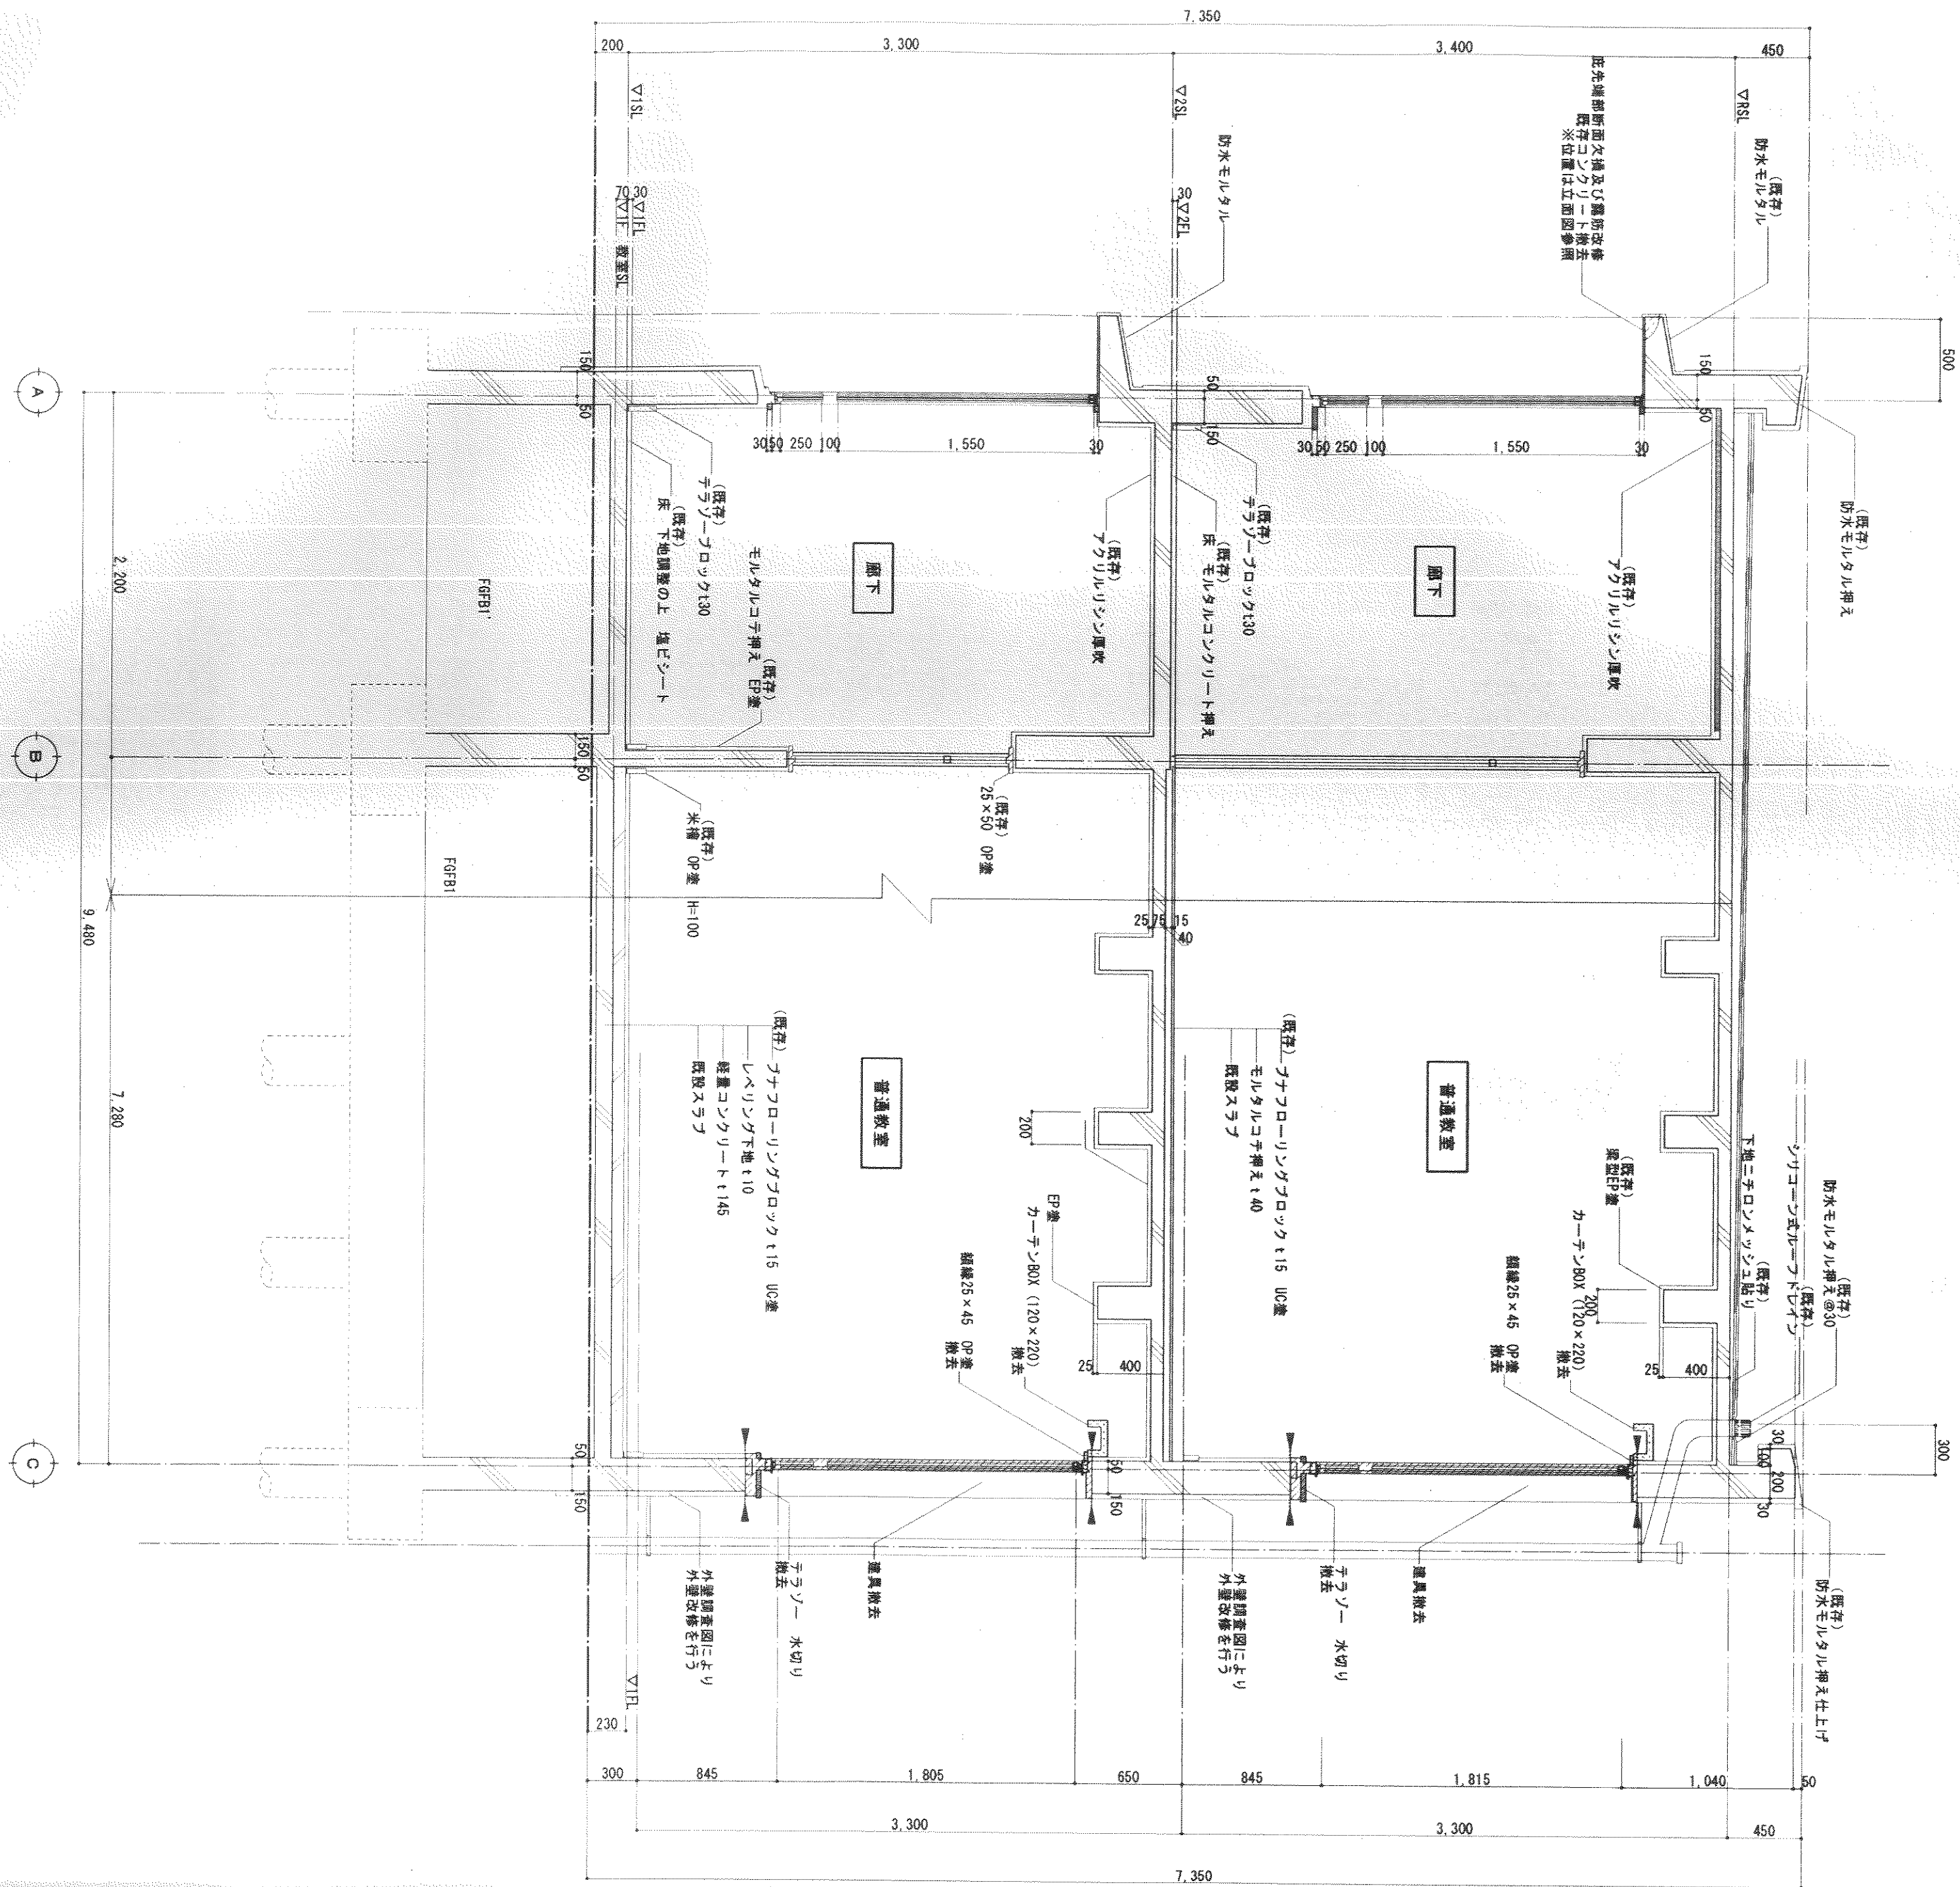 7,350
200
3,300
3,400
450
▽1SL
▽2SL
▽RSL
70 30
▽1FL
▽1F 教室SL
30
▽2FL
防水モルタル
庇先端部断面欠損及び露筋改修
既存コンクリート撤去
※位置は立面図参照
(既存)
防水モルタル
500
150
50
(既存)
防水モルタル押え
A
150
50
30 50 250 100
1,550
30
50
150
30 50 250 100
1,550
30
(既存)
テラゾーブロックt30
(既存)
床 下地調整の上 塩ビシート
(既存)
モルタルコテ押え EP塗
廊下
(既存)
アクリルリシン厚吹
(既存)
テラゾーブロックt30
(既存)
床 モルタルコンクリート押え
廊下
(既存)
アクリルリシン厚吹
2,200
FGFB1'
B
150
50
(既存)
米檜 OP塗 H=100
(既存)
25×50 OP塗
FGFB1
9,480
7,280
25 75 15
40
(既存)
ブナフローリングブロック t15 UC塗
レベリング下地 t10
軽量コンクリート t145
既設スラブ
普通教室
200
EP塗
カーテンBOX (120×220)
撤去
額縁25×45 OP塗
撤去
25
400
(既存)
ブナフローリングブロック t15 UC塗
モルタルコテ押え t40
既設スラブ
普通教室
200
(既存)
梁型EP塗
カーテンBOX (120×220)
撤去
額縁25×45 OP塗
撤去
25
400
(既存)
下地ニチロンメッシュ貼り
(既存)
シリコーン式ルーフドレイン
(既存)
防水モルタル押え@30
300
30
100
200
30
(既存)
防水モルタル押え仕上げ
C
50
150
50
150
外壁調査図により
外壁改修を行う
テラゾー 水切り
撤去
建具撤去
外壁調査図により
外壁改修を行う
テラゾー 水切り
撤去
建具撤去
▽1FL
230
300
845
1,805
650
845
1,815
1,040
50
3,300
3,300
450
7,350